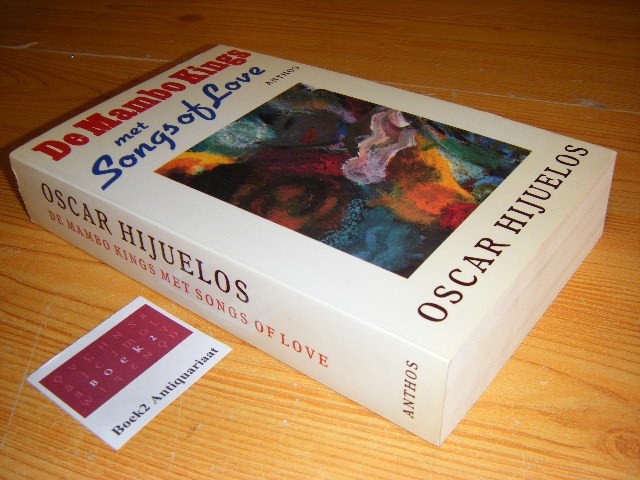 De Mambo Kings
met
Songs of Love
ANTHOS
OSCAR HIJUELOS
OSCAR HIJUELOS
DE MAMBO KINGS MET SONGS OF LOVE
ANTHOS
BOEK2
Boek2 Antiquariaat